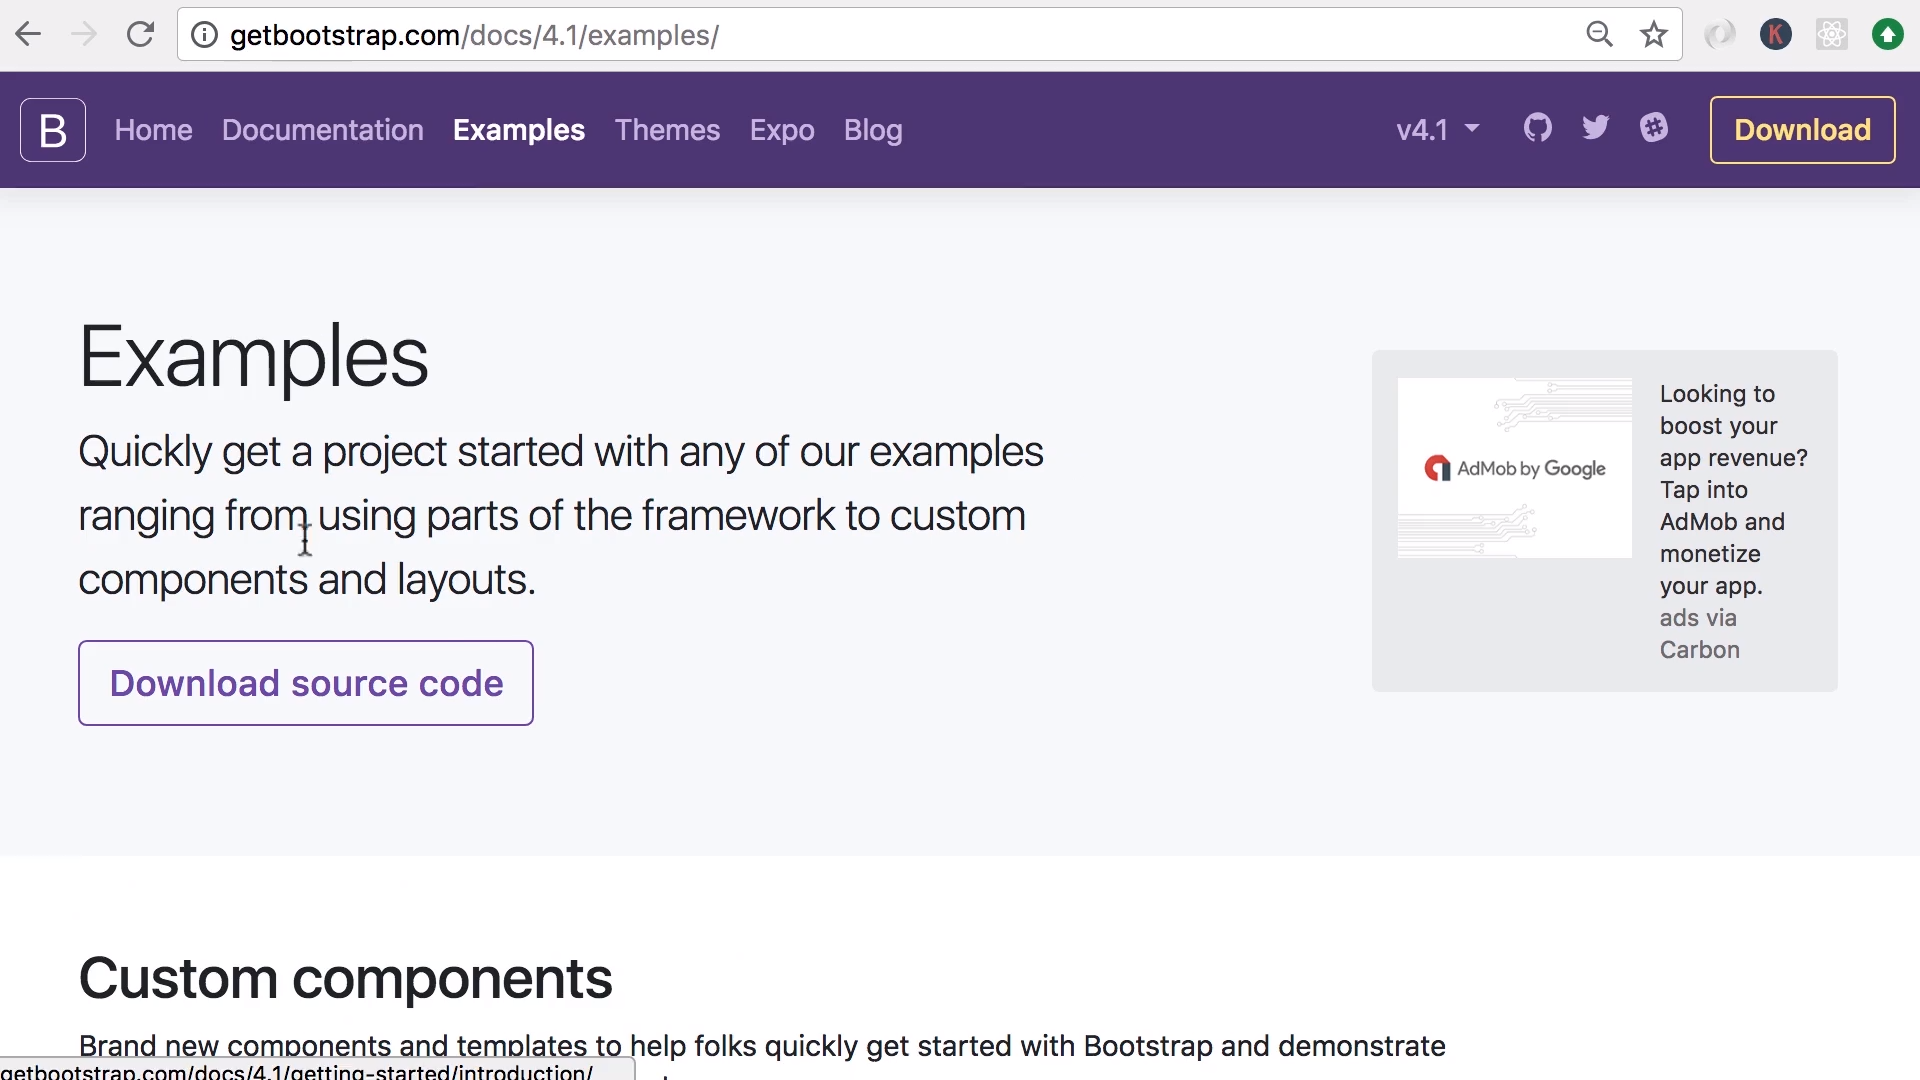 getbootstrap.com/docs/4.1/examples/
K
B Home Documentation Examples Themes Expo Blog v4.1 Download
Examples
Quickly get a project started with any of our examples
ranging from using parts of the framework to custom
components and layouts.
Download source code
AdMob by Google
Looking to
boost your
app revenue?
Tap into
AdMob and
monetize
your app.
ads via
Carbon
Custom components
Brand new components and templates to help folks quickly get started with Bootstrap and demonstrate
getbootstrap.com/docs/4.1/getting-started/introduction/